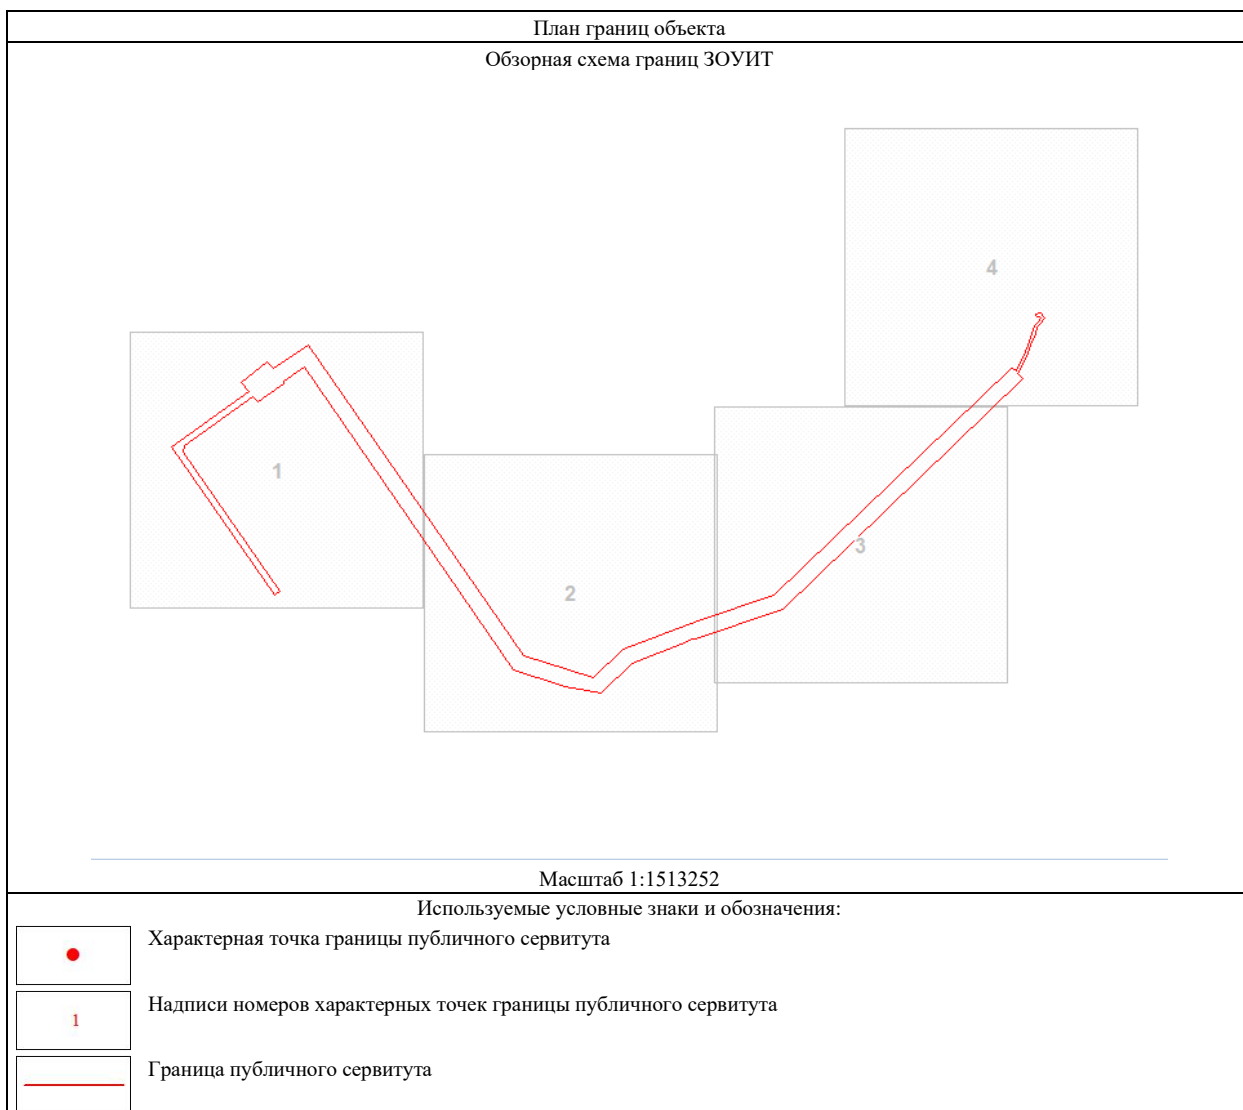 План границ объекта
Обзорная схема границ ЗОУИТ
4
1
3
2
Масштаб 1:1513252
Используемые условные знаки и обозначения:
Характерная точка границы публичного сервитута
1
Надписи номеров характерных точек границы публичного сервитута
Граница публичного сервитута